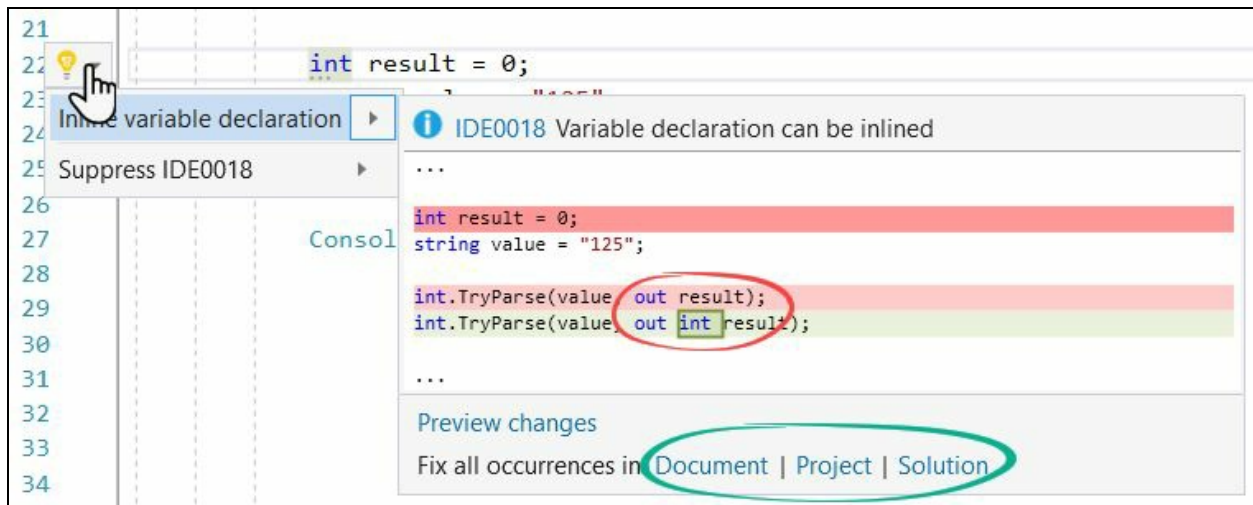 21
22 int result = 0;
23 "125"
24 Inline variable declaration
25 Suppress IDE0018
26
27 Consol
28
29
30
31
32
33
34
IDE0018 Variable declaration can be inlined
...
int result = 0;
string value = "125";
int.TryParse(value, out result);
int.TryParse(value, out int result);
...
Preview changes
Fix all occurrences in Document | Project | Solution